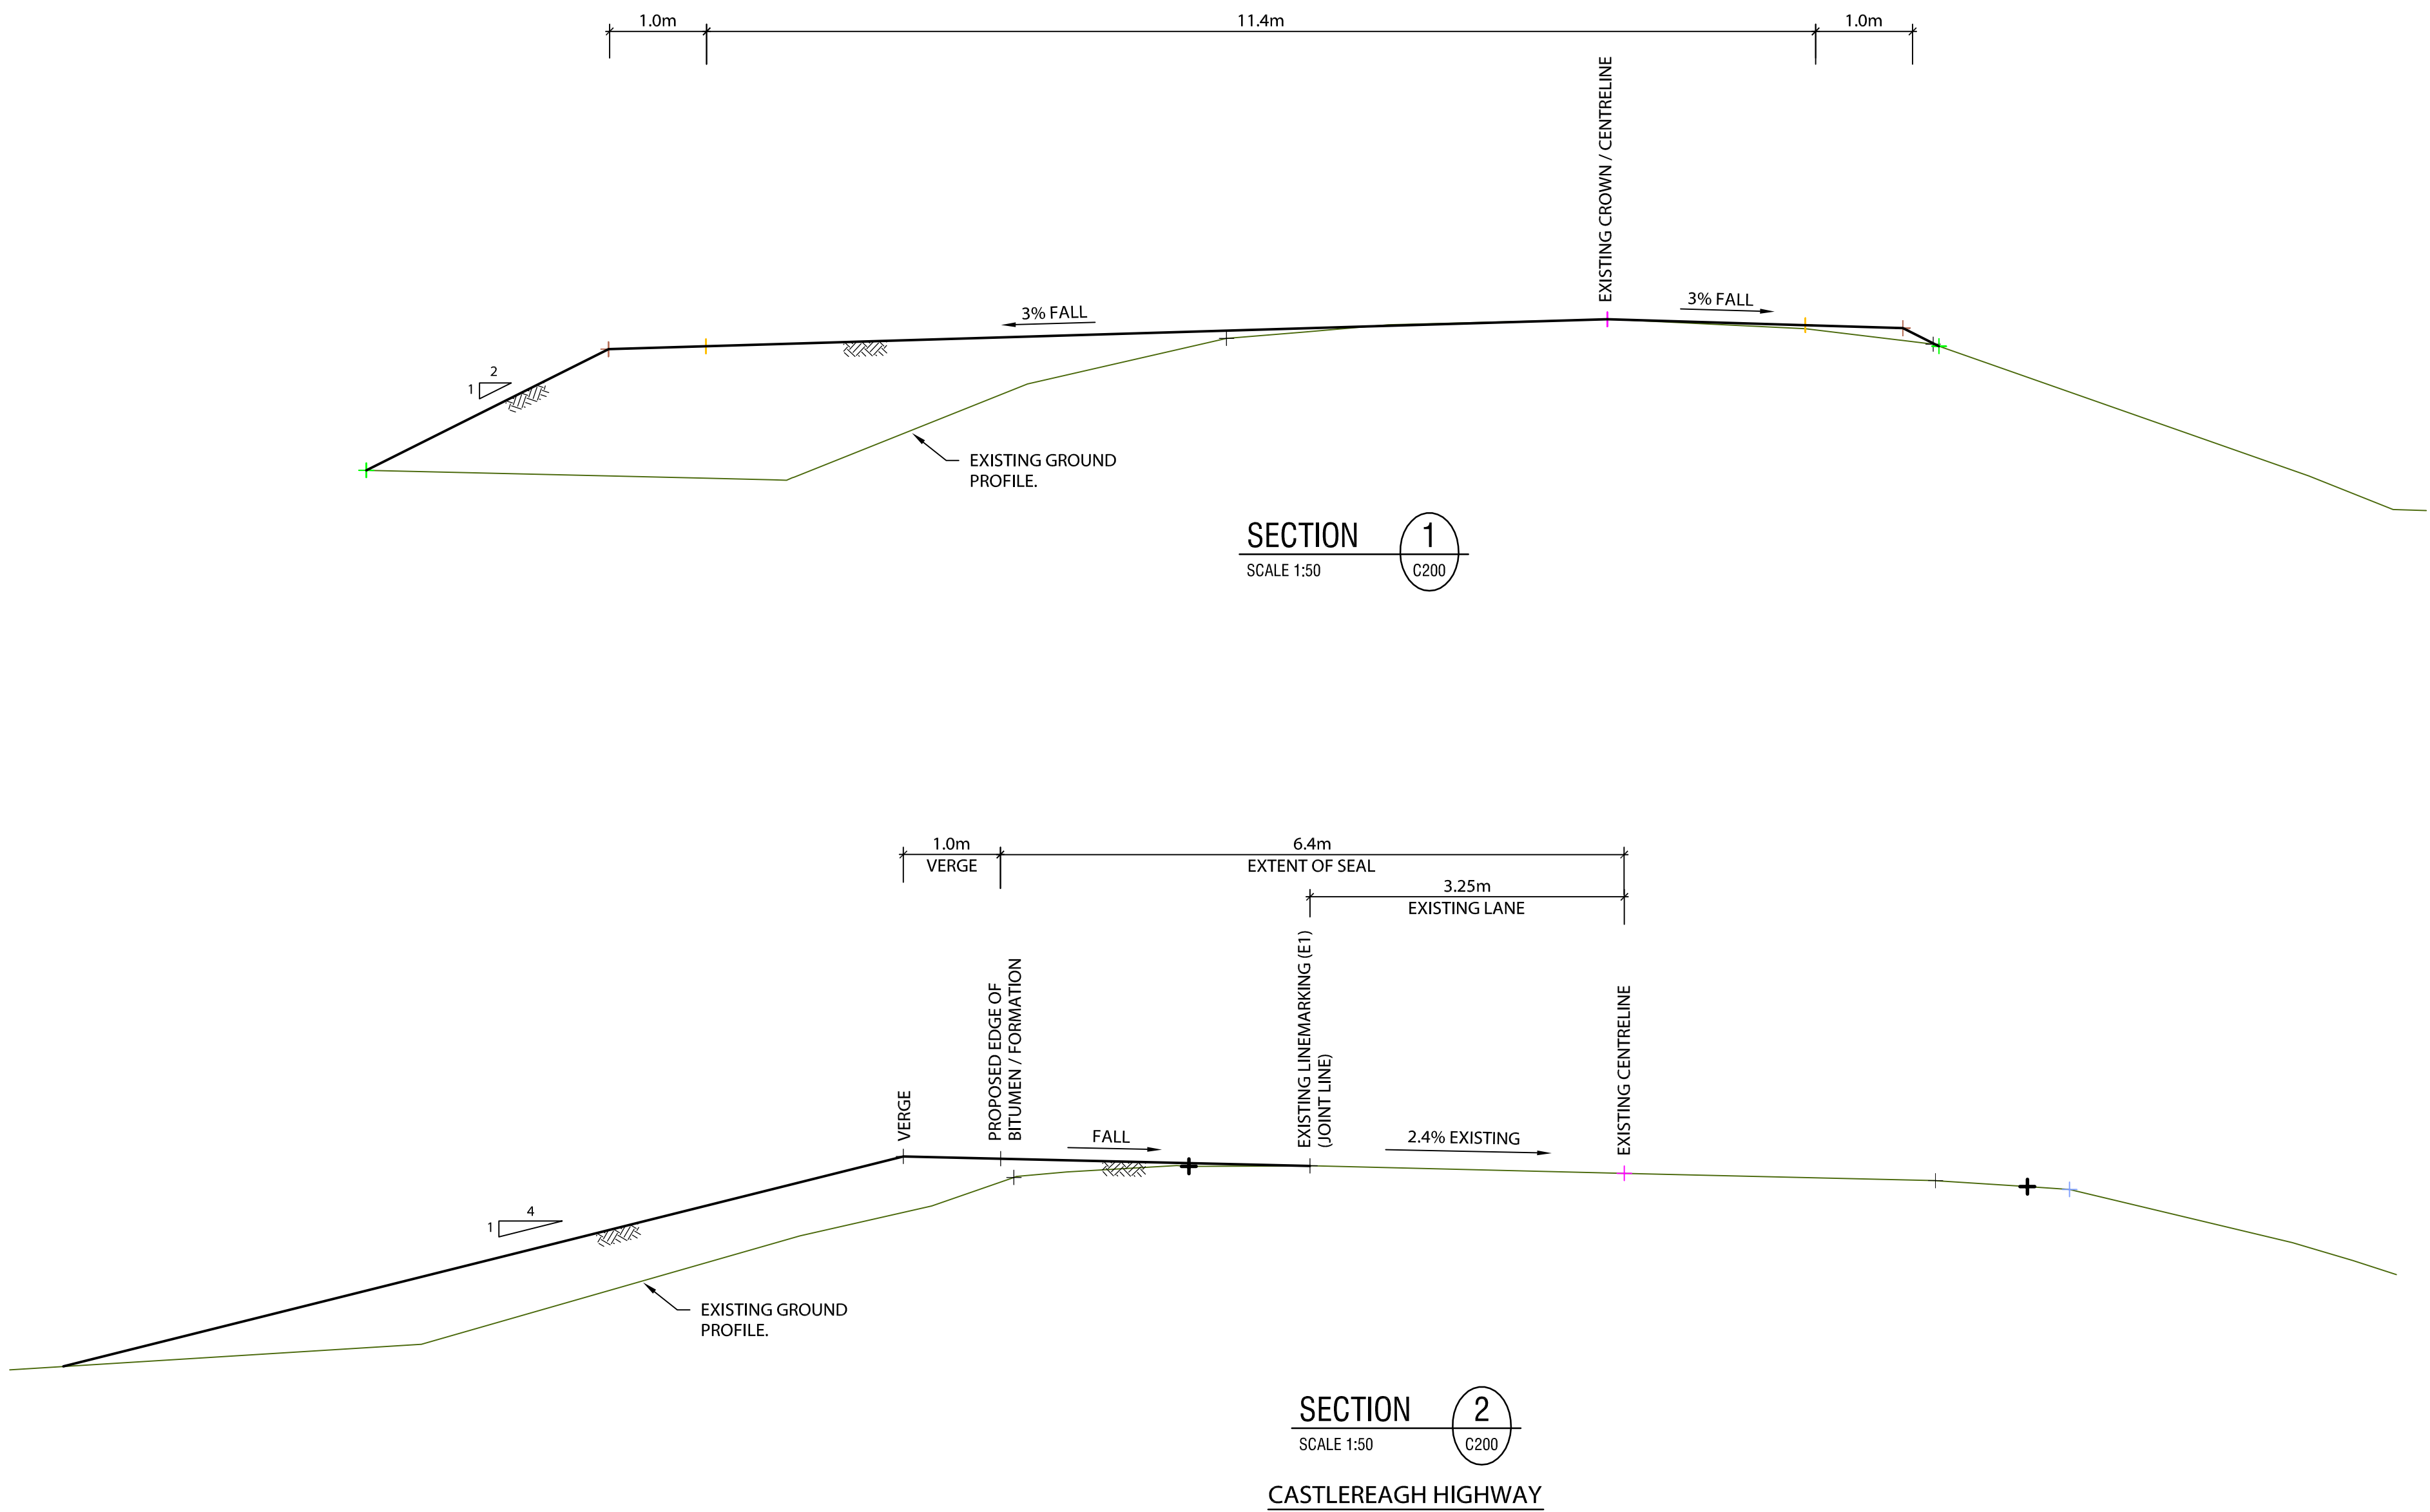 1.0m
11.4m
1.0m
EXISTING CROWN / CENTRELINE
3% FALL
3% FALL
2
1
EXISTING GROUND
PROFILE.
SECTION 1
SCALE 1:50 C200
1.0m
6.4m
VERGE
EXTENT OF SEAL
3.25m
EXISTING LANE
VERGE
PROPOSED EDGE OF
BITUMEN / FORMATION
EXISTING LINEMARKING (E1)
(JOINT LINE)
EXISTING CENTRELINE
FALL
2.4% EXISTING
4
1
EXISTING GROUND
PROFILE.
SECTION 2
SCALE 1:50 C200
CASTLEREAGH HIGHWAY